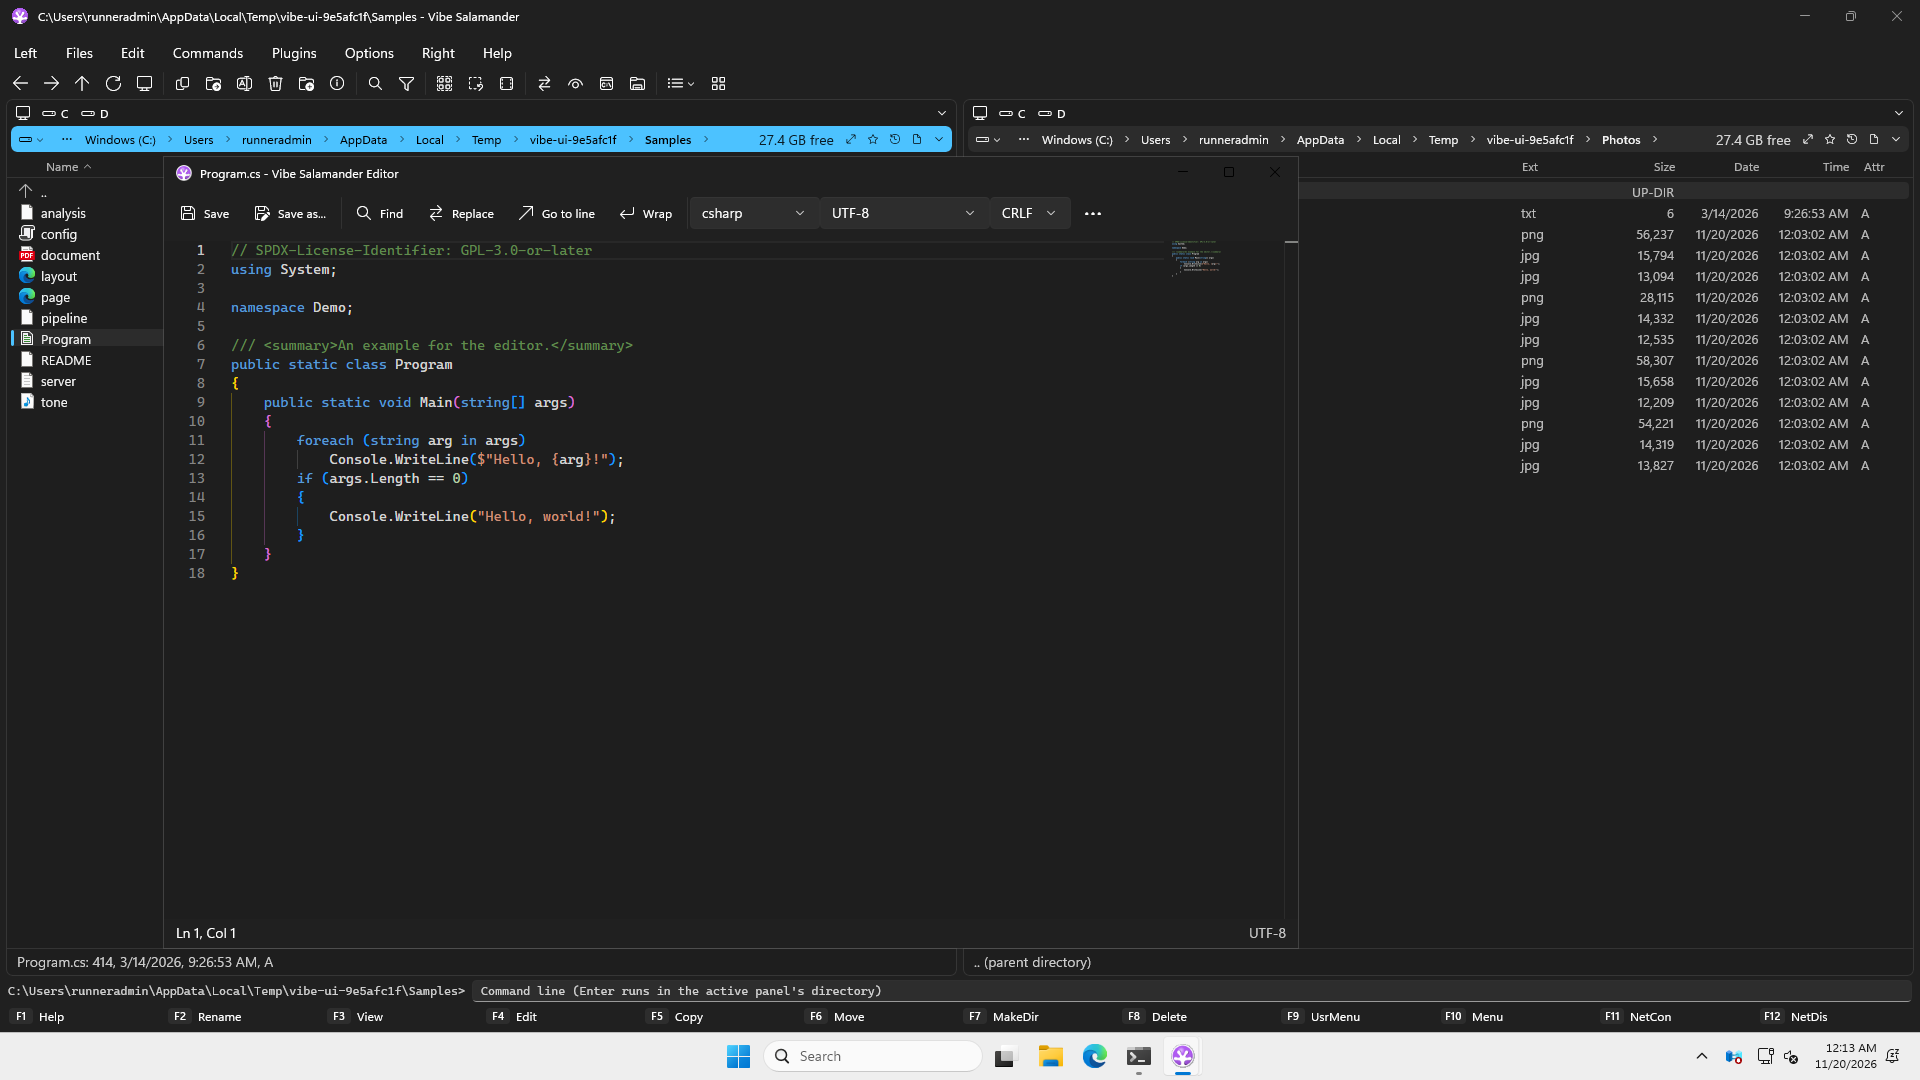 C:\Users\runneradmin\AppData\Local\Temp\vibe-ui-9e5afc1f\Samples - Vibe Salamander
Left Files Edit Commands Plugins Options Right Help
C D
C D
Windows (C:) Users runneradmin AppData Local Temp vibe-ui-9e5afc1f Samples 27.4 GB free
Windows (C:) Users runneradmin AppData Local Temp vibe-ui-9e5afc1f Photos 27.4 GB free
Name
..
analysis
config
document
layout
page
pipeline
Program
README
server
tone
Program.cs - Vibe Salamander Editor
Save Save as... Find Replace Go to line Wrap csharp UTF-8 CRLF
1 // SPDX-License-Identifier: GPL-3.0-or-later
2 using System;
3
4 namespace Demo;
5
6 /// <summary>An example for the editor.</summary>
7 public static class Program
8 {
9 public static void Main(string[] args)
10 {
11 foreach (string arg in args)
12 Console.WriteLine($"Hello, {arg}!");
13 if (args.Length == 0)
14 {
15 Console.WriteLine("Hello, world!");
16 }
17 }
18 }
Ln 1, Col 1 UTF-8
Ext Size Date Time Attr
UP-DIR
txt 6 3/14/2026 9:26:53 AM A
png 56,237 11/20/2026 12:03:02 AM A
jpg 15,794 11/20/2026 12:03:02 AM A
jpg 13,094 11/20/2026 12:03:02 AM A
png 28,115 11/20/2026 12:03:02 AM A
jpg 14,332 11/20/2026 12:03:02 AM A
jpg 12,535 11/20/2026 12:03:02 AM A
png 58,307 11/20/2026 12:03:02 AM A
jpg 15,658 11/20/2026 12:03:02 AM A
jpg 12,209 11/20/2026 12:03:02 AM A
png 54,221 11/20/2026 12:03:02 AM A
jpg 14,319 11/20/2026 12:03:02 AM A
jpg 13,827 11/20/2026 12:03:02 AM A
Program.cs: 414, 3/14/2026, 9:26:53 AM, A
.. (parent directory)
C:\Users\runneradmin\AppData\Local\Temp\vibe-ui-9e5afc1f\Samples> Command line (Enter runs in the active panel's directory)
F1 Help F2 Rename F3 View F4 Edit F5 Copy F6 Move F7 MakeDir F8 Delete F9 UsrMenu F10 Menu F11 NetCon F12 NetDis
Search
12:13 AM
11/20/2026